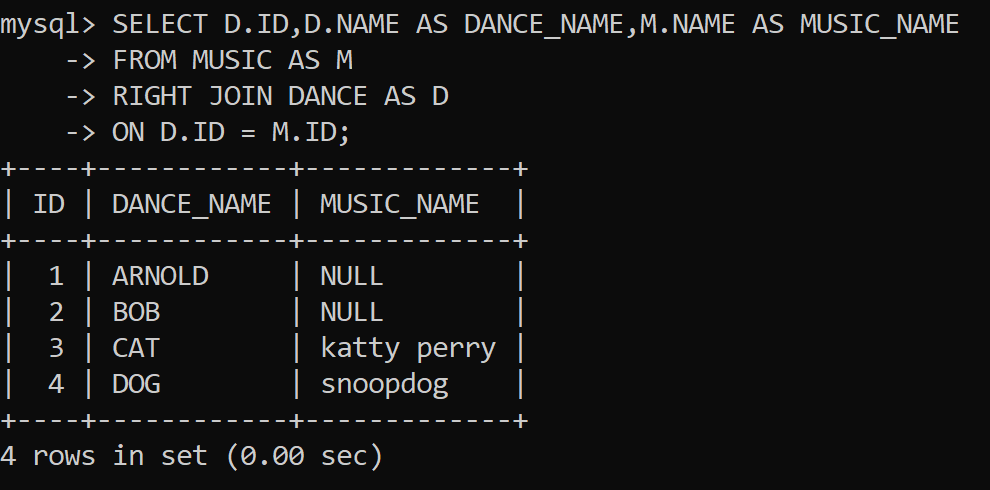 mysql> SELECT D.ID,D.NAME AS DANCE_NAME,M.NAME AS MUSIC_NAME
    -> FROM MUSIC AS M
    -> RIGHT JOIN DANCE AS D
    -> ON D.ID = M.ID;
+----+------------+-------------+
| ID | DANCE_NAME | MUSIC_NAME  |
+----+------------+-------------+
|  1 | ARNOLD     | NULL        |
|  2 | BOB        | NULL        |
|  3 | CAT        | katty perry |
|  4 | DOG        | snoopdog    |
+----+------------+-------------+
4 rows in set (0.00 sec)